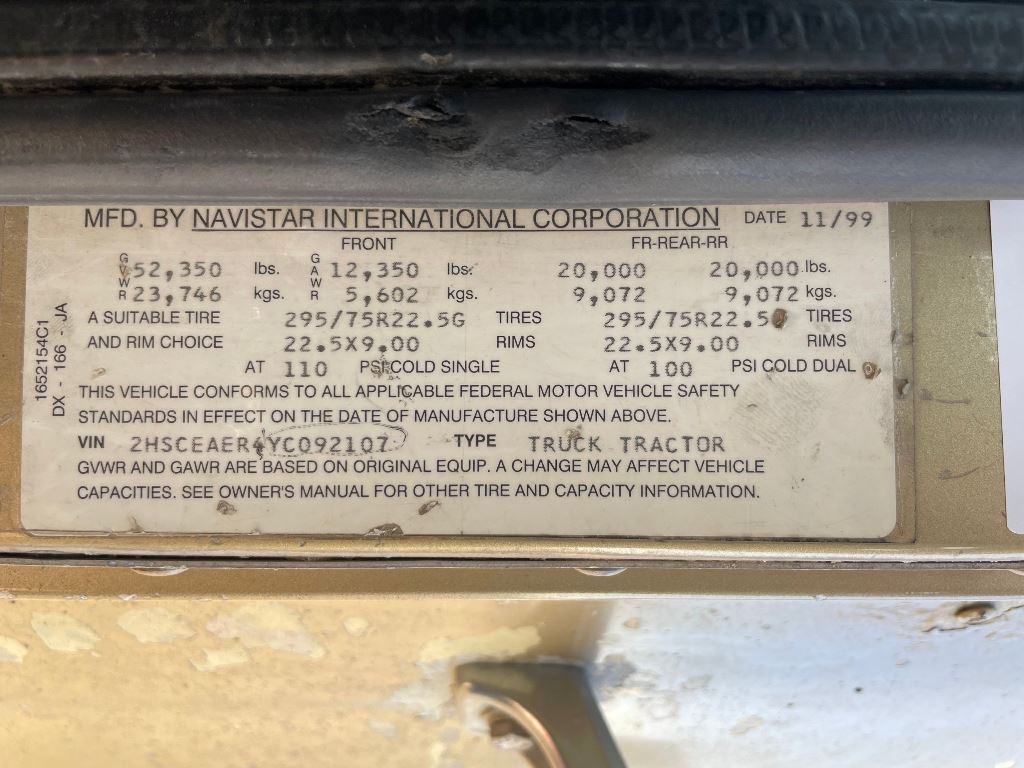 MFD. BY NAVISTAR INTERNATIONAL CORPORATION DATE 11/99
FRONT FR-REAR-RR
GVWR 52,350 lbs. GAWR 12,350 lbs. 20,000 20,000 lbs.
23,746 kgs. 5,602 kgs. 9,072 9,072 kgs.
A SUITABLE TIRE 295/75R22.5G TIRES 295/75R22.5G TIRES
AND RIM CHOICE 22.5X9.00 RIMS 22.5X9.00 RIMS
AT 110 PSI COLD SINGLE AT 100 PSI COLD DUAL
THIS VEHICLE CONFORMS TO ALL APPLICABLE FEDERAL MOTOR VEHICLE SAFETY
STANDARDS IN EFFECT ON THE DATE OF MANUFACTURE SHOWN ABOVE.
VIN 2HSCEAER4YC092107 TYPE TRUCK TRACTOR
GVWR AND GAWR ARE BASED ON ORIGINAL EQUIP. A CHANGE MAY AFFECT VEHICLE
CAPACITIES. SEE OWNER'S MANUAL FOR OTHER TIRE AND CAPACITY INFORMATION.
1652154C1
DX - 166 - JA